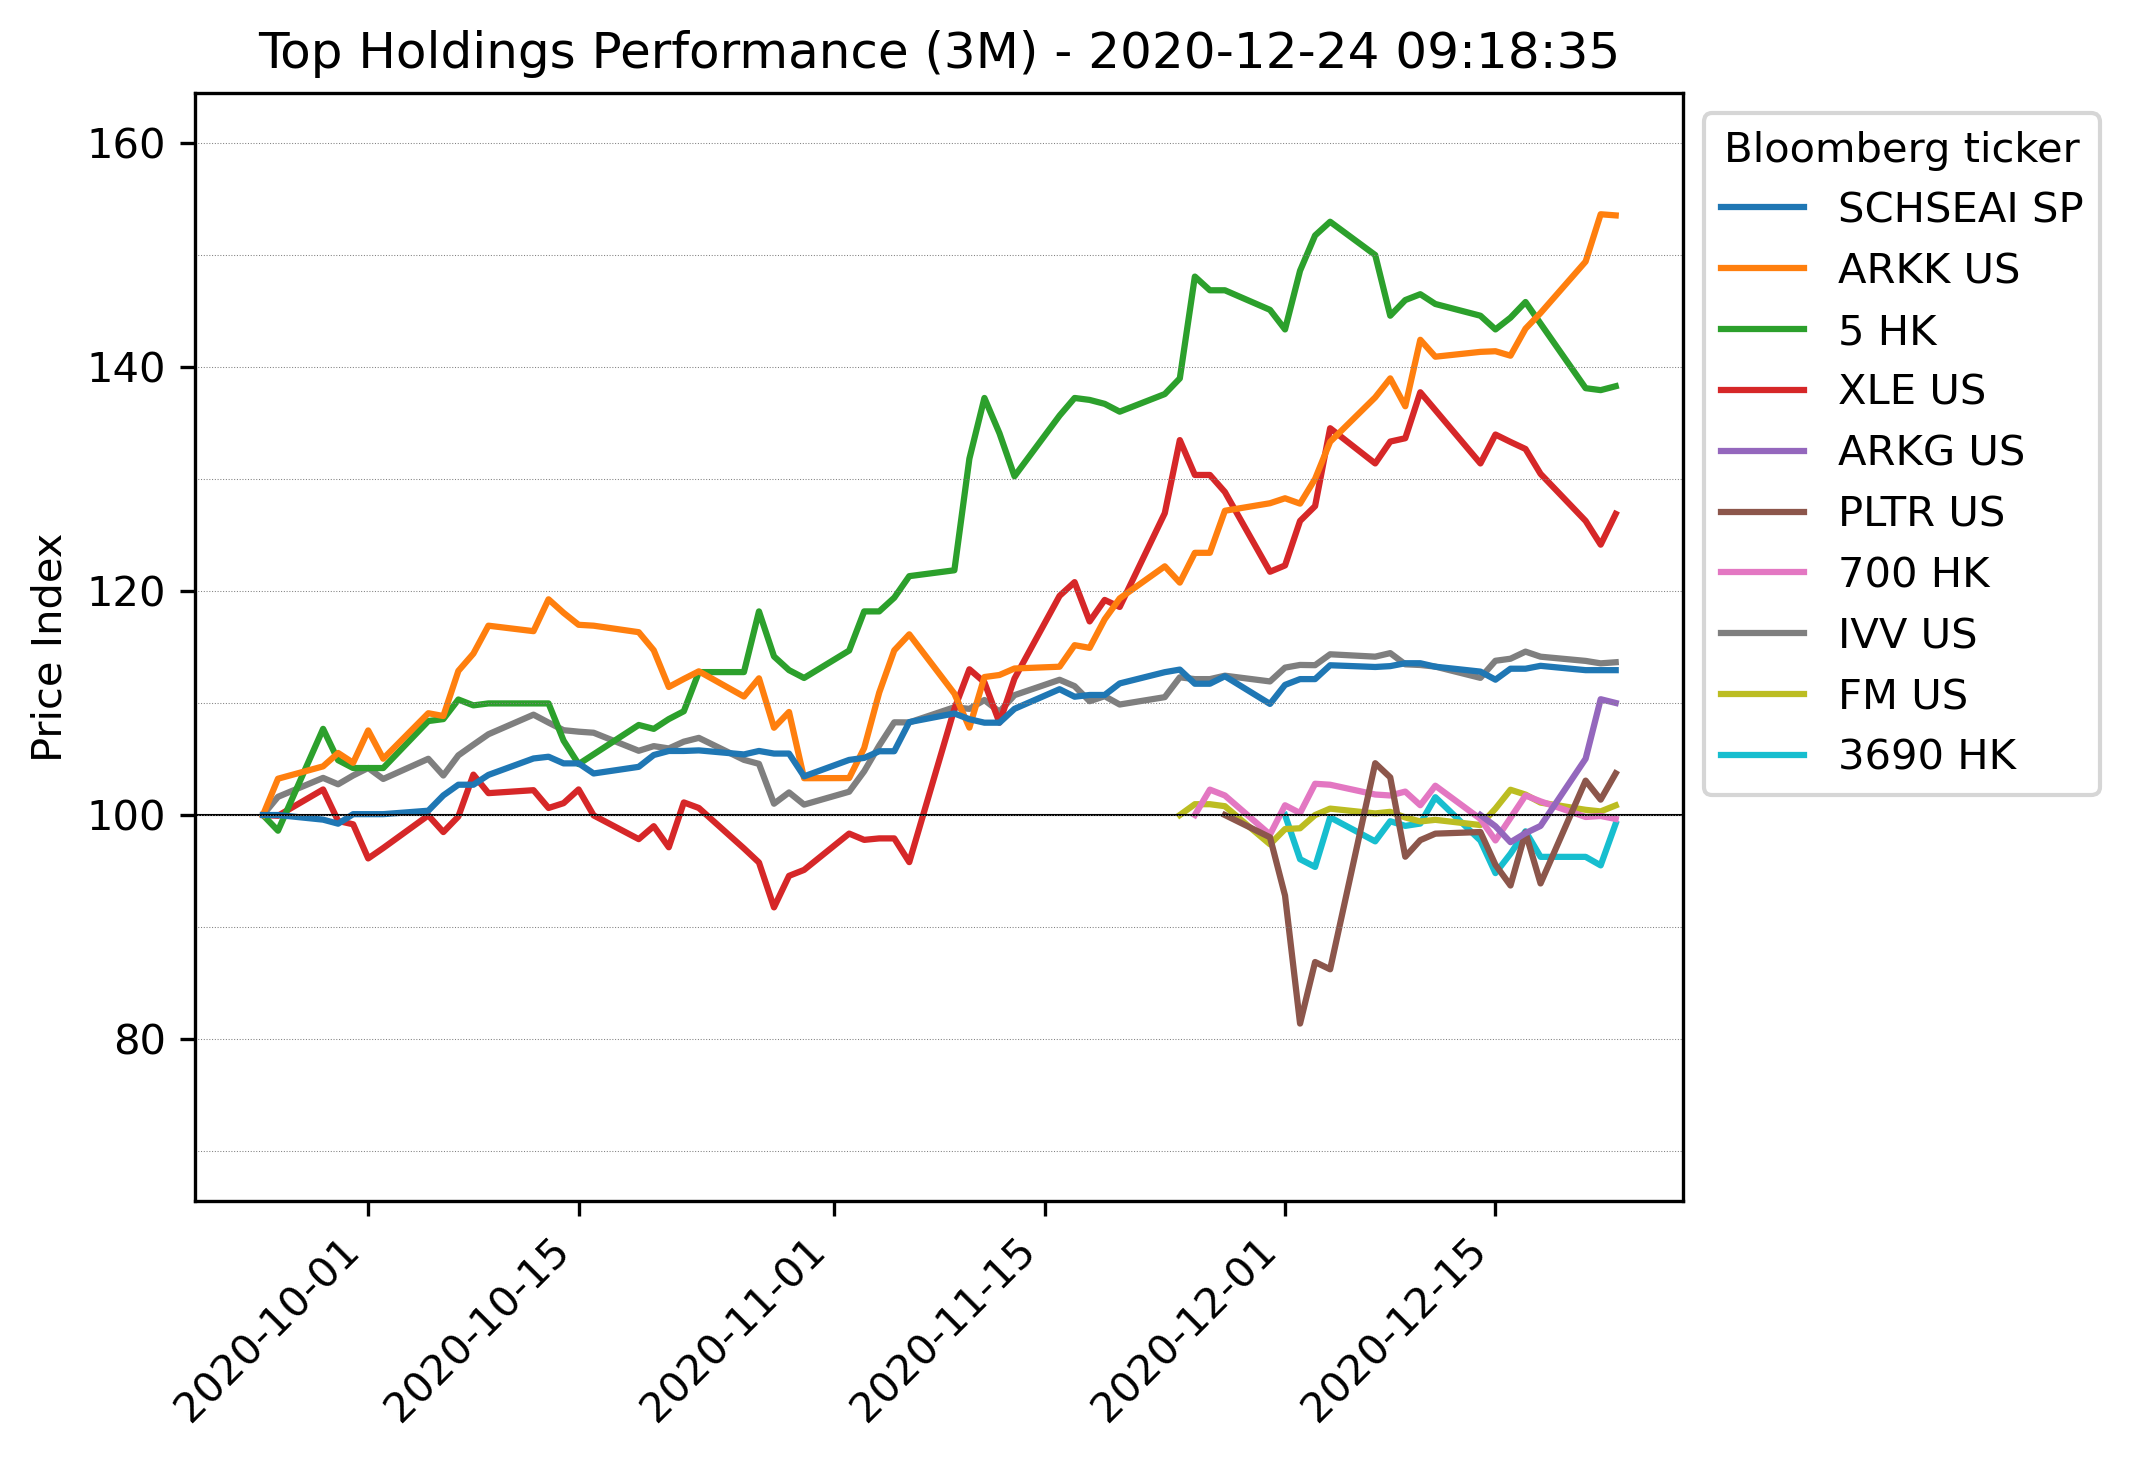 Top Holdings Performance (3M) - 2020-12-24 09:18:35
Price Index
160
140
120
100
80
2020-10-01
2020-10-15
2020-11-01
2020-11-15
2020-12-01
2020-12-15
Bloomberg ticker
SCHSEAI SP
ARKK US
5 HK
XLE US
ARKG US
PLTR US
700 HK
IVV US
FM US
3690 HK